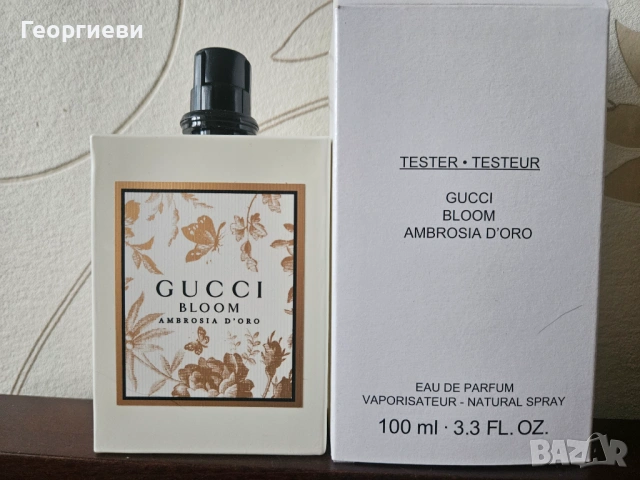 Георгиеви
GUCCI
BLOOM
AMBROSIA D'ORO
TESTER • TESTEUR
GUCCI
BLOOM
AMBROSIA D'ORO
EAU DE PARFUM
VAPORISATEUR - NATURAL SPRAY
100 ml · 3.3 FL. OZ.
BAZAR